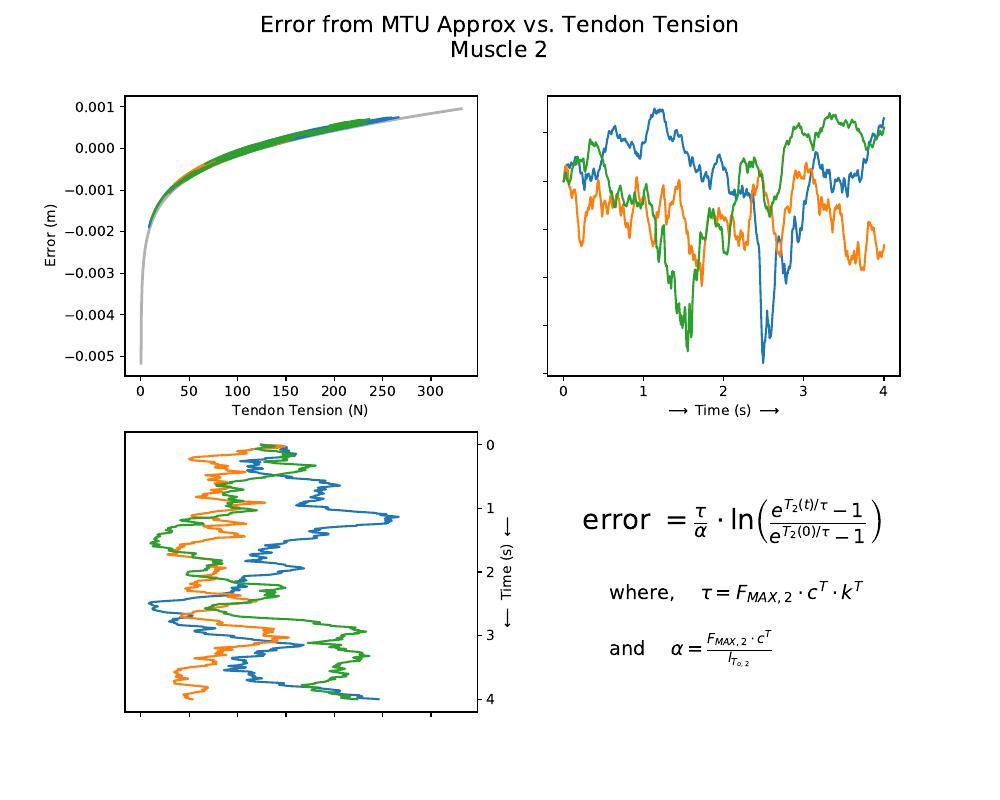 Error from MTU Approx vs. Tendon Tension
Muscle 2
0.001
0.000
−0.001
−0.002
−0.003
−0.004
−0.005
Error (m)
0 50 100 150 200 250 300
Tendon Tension (N)
0 1 2 3 4
⟶ Time (s) ⟶
0
1
2
3
4
⟵ Time (s) ⟵
error = τ/α · ln((e^{T₂(t)/τ} − 1)/(e^{T₂(0)/τ} − 1))
where, τ = F_{MAX, 2} · c^T · k^T
and α = (F_{MAX, 2} · c^T)/l_{T_{o, 2}}